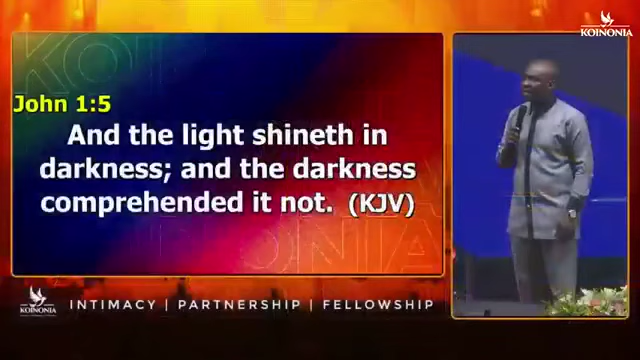 KOINONIA
John 1:5
And the light shineth in
darkness; and the darkness
comprehended it not. (KJV)
KOINONIA
INTIMACY | PARTNERSHIP | FELLOWSHIP